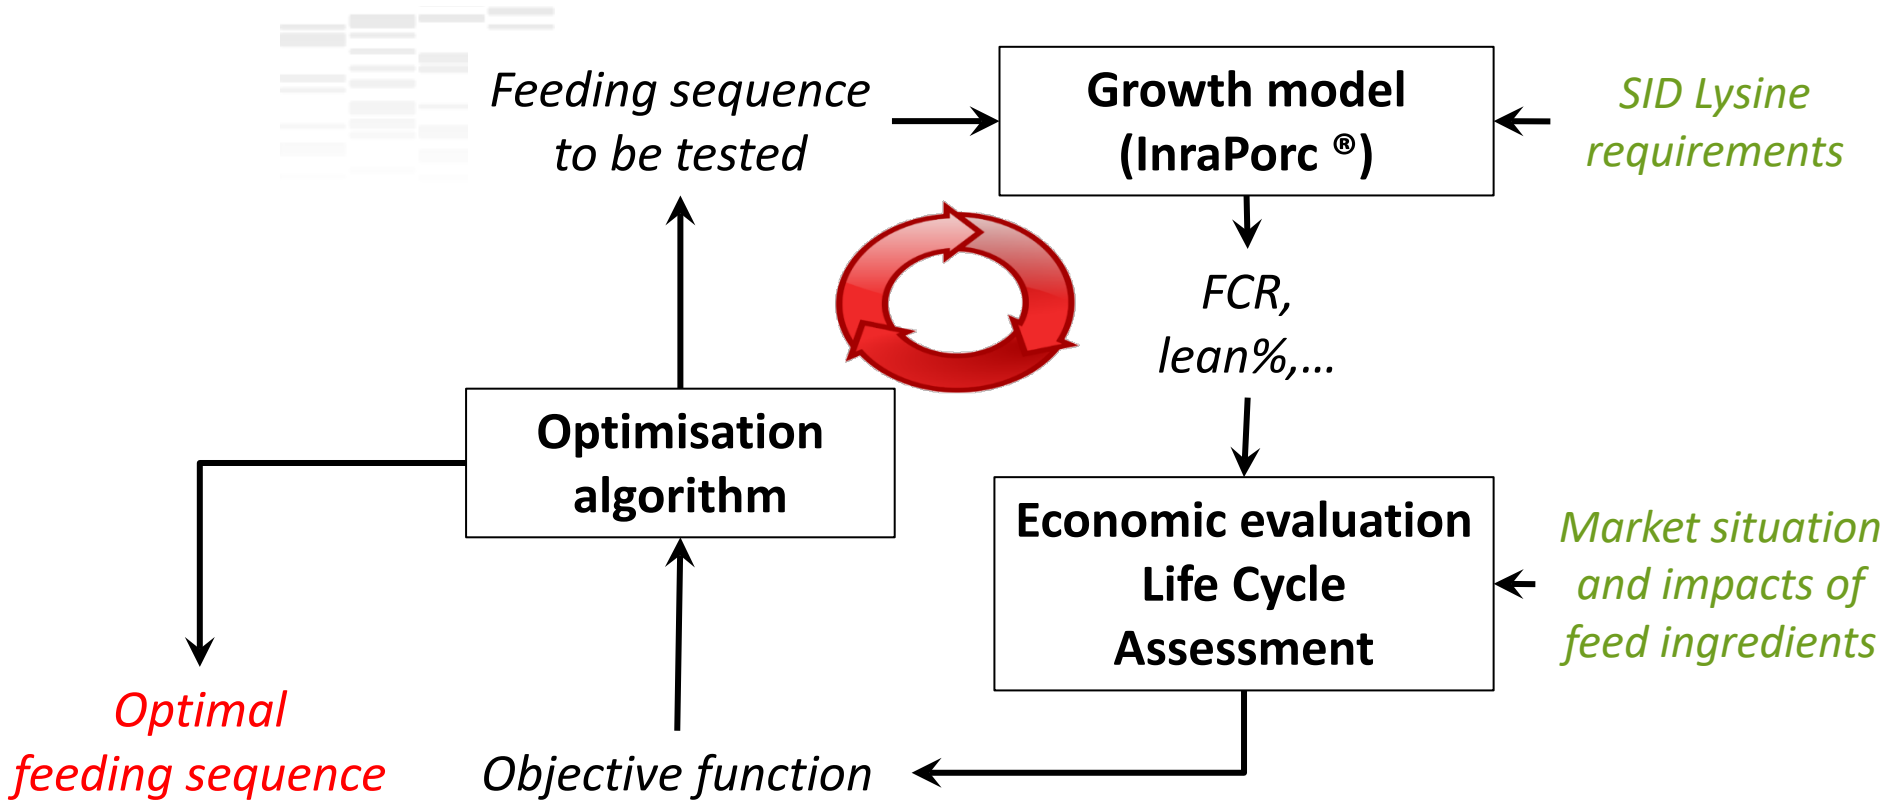 Feeding sequence
to be tested
Growth model
(InraPorc ®)
SID Lysine
requirements
FCR,
lean%,...
Optimisation
algorithm
Economic evaluation
Life Cycle
Assessment
Market situation
and impacts of
feed ingredients
Optimal
feeding sequence
Objective function